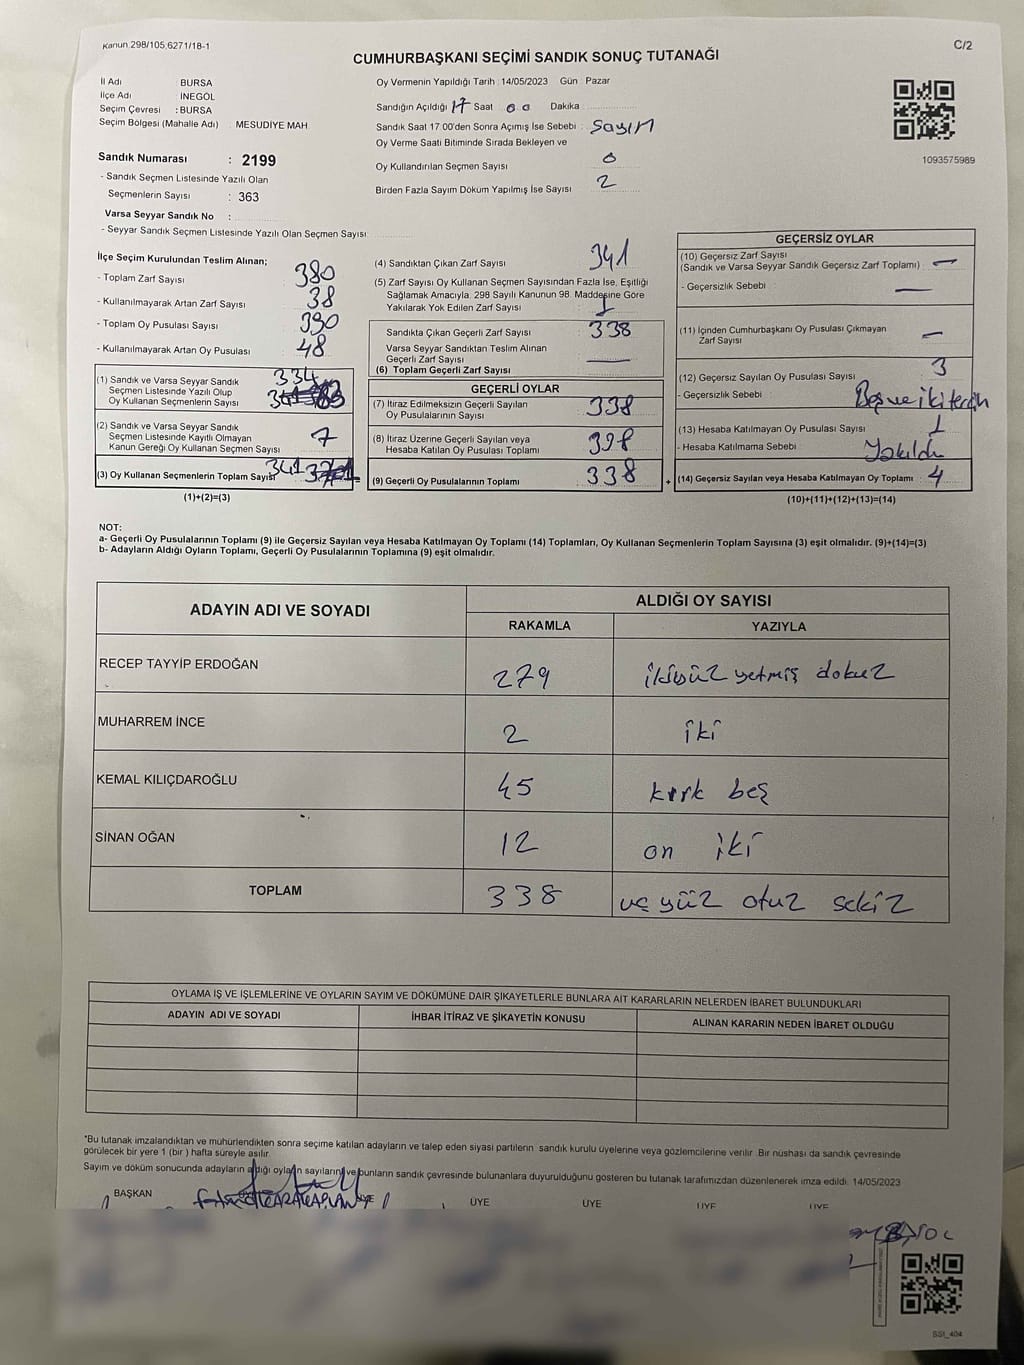 Kanun 298/105,6271/18-1
C/2
CUMHURBAŞKANI SEÇİMİ SANDIK SONUÇ TUTANAĞI
İl Adı : BURSA
İlçe Adı : İNEGÖL
Seçim Çevresi : BURSA
Seçim Bölgesi (Mahalle Adı) : MESUDİYE MAH
Sandık Numarası : 2199
- Sandık Seçmen Listesinde Yazılı Olan
Seçmenlerin Sayısı : 363
Varsa Seyyar Sandık No :
- Seyyar Sandık Seçmen Listesinde Yazılı Olan Seçmen Sayısı:
Oy Vermenin Yapıldığı Tarih : 14/05/2023 Gün : Pazar
Sandığın Açıldığı 17 Saat 00 Dakika
Sandık Saat 17.00'den Sonra Açımış İse Sebebi : Sayım
Oy Verme Saati Bitiminde Sırada Bekleyen ve
Oy Kullandırılan Seçmen Sayısı 0
Birden Fazla Sayım Döküm Yapılmış İse Sayısı 2
1093575989
İlçe Seçim Kurulundan Teslim Alınan;
- Toplam Zarf Sayısı 380
- Kullanılmayarak Artan Zarf Sayısı 38
- Toplam Oy Pusulası Sayısı 390
- Kullanılmayarak Artan Oy Pusulası 48
(1) Sandık ve Varsa Seyyar Sandık 334
Seçmen Listesinde Yazılı Olup
Oy Kullanan Seçmenlerin Sayısı
(2) Sandık ve Varsa Seyyar Sandık
Seçmen Listesinde Kayıtlı Olmayan 7
Kanun Gereği Oy Kullanan Seçmen Sayısı
(3) Oy Kullanan Seçmenlerin Toplam Sayısı 341
(1)+(2)=(3)
(4) Sandıktan Çıkan Zarf Sayısı 341
(5) Zarf Sayısı Oy Kullanan Seçmen Sayısından Fazla İse, Eşitliği
Sağlamak Amacıyla, 298 Sayılı Kanunun 98. Maddesine Göre
Yakılarak Yok Edilen Zarf Sayısı 1
Sandıkta Çıkan Geçerli Zarf Sayısı 338
Varsa Seyyar Sandıktan Teslim Alınan
Geçerli Zarf Sayısı —
(6) Toplam Geçerli Zarf Sayısı
GEÇERLİ OYLAR
(7) İtiraz Edilmeksizin Geçerli Sayılan
Oy Pusulalarının Sayısı 338
(8) İtiraz Üzerine Geçerli Sayılan veya
Hesaba Katılan Oy Pusulası Toplamı 398
(9) Geçerli Oy Pusulalarının Toplamı 338 +
GEÇERSİZ OYLAR
(10) Geçersiz Zarf Sayısı —
(Sandık ve Varsa Seyyar Sandık Geçersiz Zarf Toplamı)
- Geçersizlik Sebebi : —
(11) İçinden Cumhurbaşkanı Oy Pusulası Çıkmayan
Zarf Sayısı —
(12) Geçersiz Sayılan Oy Pusulası Sayısı 3
- Geçersizlik Sebebi : Boş ve iki tercih
(13) Hesaba Katılmayan Oy Pusulası Sayısı 1
- Hesaba Katılmama Sebebi : Yakıldı
(14) Geçersiz Sayılan veya Hesaba Katılmayan Oy Toplamı : 4
(10)+(11)+(12)+(13)=(14)
NOT:
a- Geçerli Oy Pusulalarının Toplamı (9) ile Geçersiz Sayılan veya Hesaba Katılmayan Oy Toplamı (14) Toplamları, Oy Kullanan Seçmenlerin Toplam Sayısına (3) eşit olmalıdır. (9)+(14)=(3)
b- Adayların Aldığı Oyların Toplamı, Geçerli Oy Pusulalarının Toplamına (9) eşit olmalıdır.
ADAYIN ADI VE SOYADI
ALDIĞI OY SAYISI
RAKAMLA YAZIYLA
RECEP TAYYİP ERDOĞAN 279 ikiyüz yetmiş dokuz
MUHARREM İNCE 2 iki
KEMAL KILIÇDAROĞLU 45 kırk beş
SİNAN OĞAN 12 on iki
TOPLAM 338 üç yüz otuz sekiz
OYLAMA İŞ VE İŞLEMLERİNE VE OYLARIN SAYIM VE DÖKÜMÜNE DAİR ŞİKAYETLERLE BUNLARA AİT KARARLARIN NELERDEN İBARET BULUNDUKLARI
ADAYIN ADI VE SOYADI İHBAR İTİRAZ VE ŞİKAYETİN KONUSU ALINAN KARARIN NEDEN İBARET OLDUĞU
*Bu tutanak imzalandıktan ve mühürlendikten sonra seçime katılan adayların ve talep eden siyasi partilerin sandık kurulu üyelerine veya gözlemcilerine verilir. Bir nüshası da sandık çevresinde
görülecek bir yere 1 (bir ) hafta süreyle asılır.
Sayım ve döküm sonucunda adayların aldığı oyların sayılarını ve bunların sandık çevresinde bulunanlara duyurulduğunu gösteren bu tutanak tarafımızdan düzenlenerek imza edildi. 14/05/2023
BAŞKAN ÜYE ÜYE ÜYE ÜYE ÜYE
SSI_404